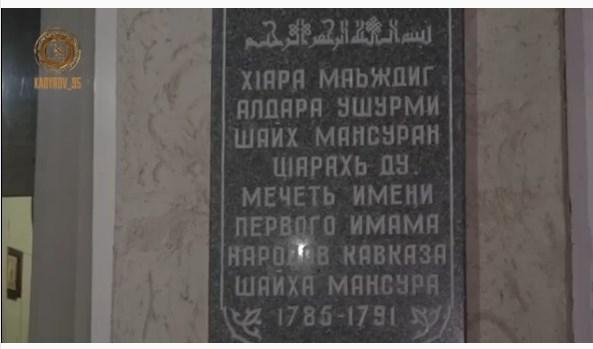 KADYROV_95
بسم الله الرحمن الرحيم
ХӀАРА МАЬЖДИГ
АЛДАРА УШУРМИ
ШАЙХ МАНСУРАН
ЦӀАРАХЬ ДУ.
МЕЧЕТЬ ИМЕНИ
ПЕРВОГО ИМАМА
НАРОДОВ КАВКАЗА
ШАЙХА МАНСУРА
1785-1791